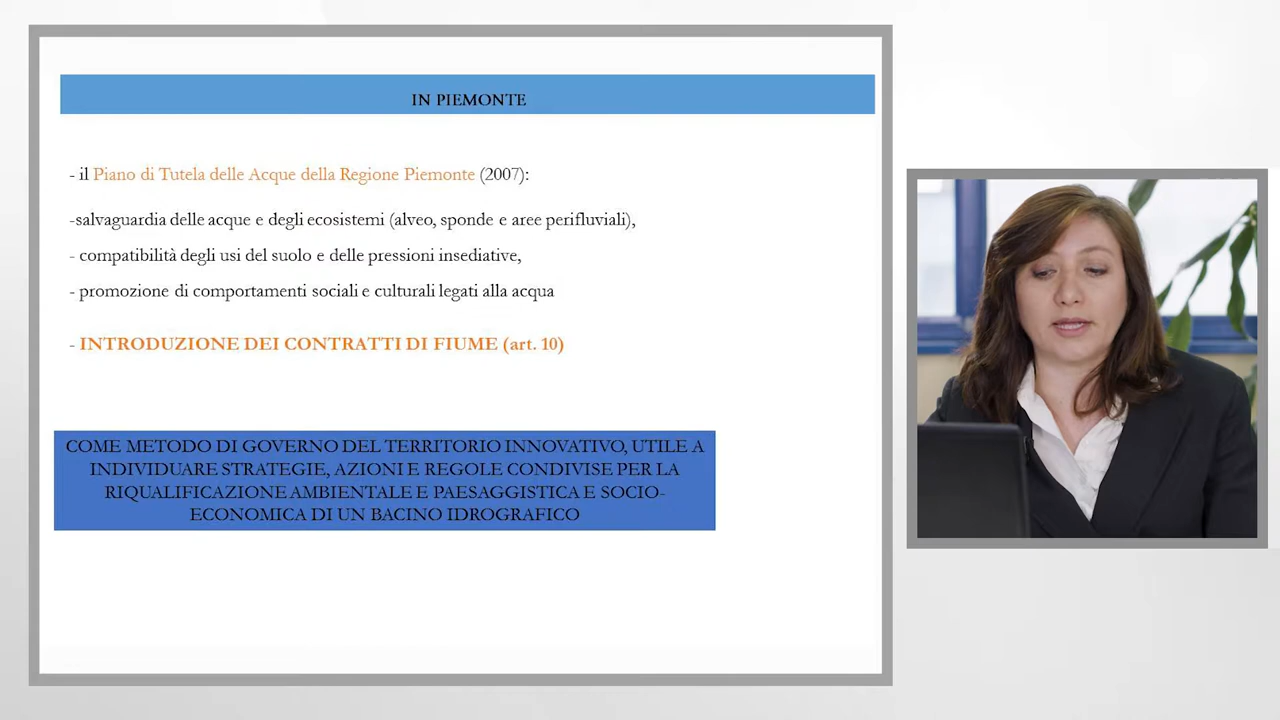 IN PIEMONTE
- il Piano di Tutela delle Acque della Regione Piemonte (2007):
-salvaguardia delle acque e degli ecosistemi (alveo, sponde e aree perifluviali),
- compatibilità degli usi del suolo e delle pressioni insediative,
- promozione di comportamenti sociali e culturali legati alla acqua
- INTRODUZIONE DEI CONTRATTI DI FIUME (art. 10)
COME METODO DI GOVERNO DEL TERRITORIO INNOVATIVO, UTILE A
INDIVIDUARE STRATEGIE, AZIONI E REGOLE CONDIVISE PER LA
RIQUALIFICAZIONE AMBIENTALE E PAESAGGISTICA E SOCIO-
ECONOMICA DI UN BACINO IDROGRAFICO